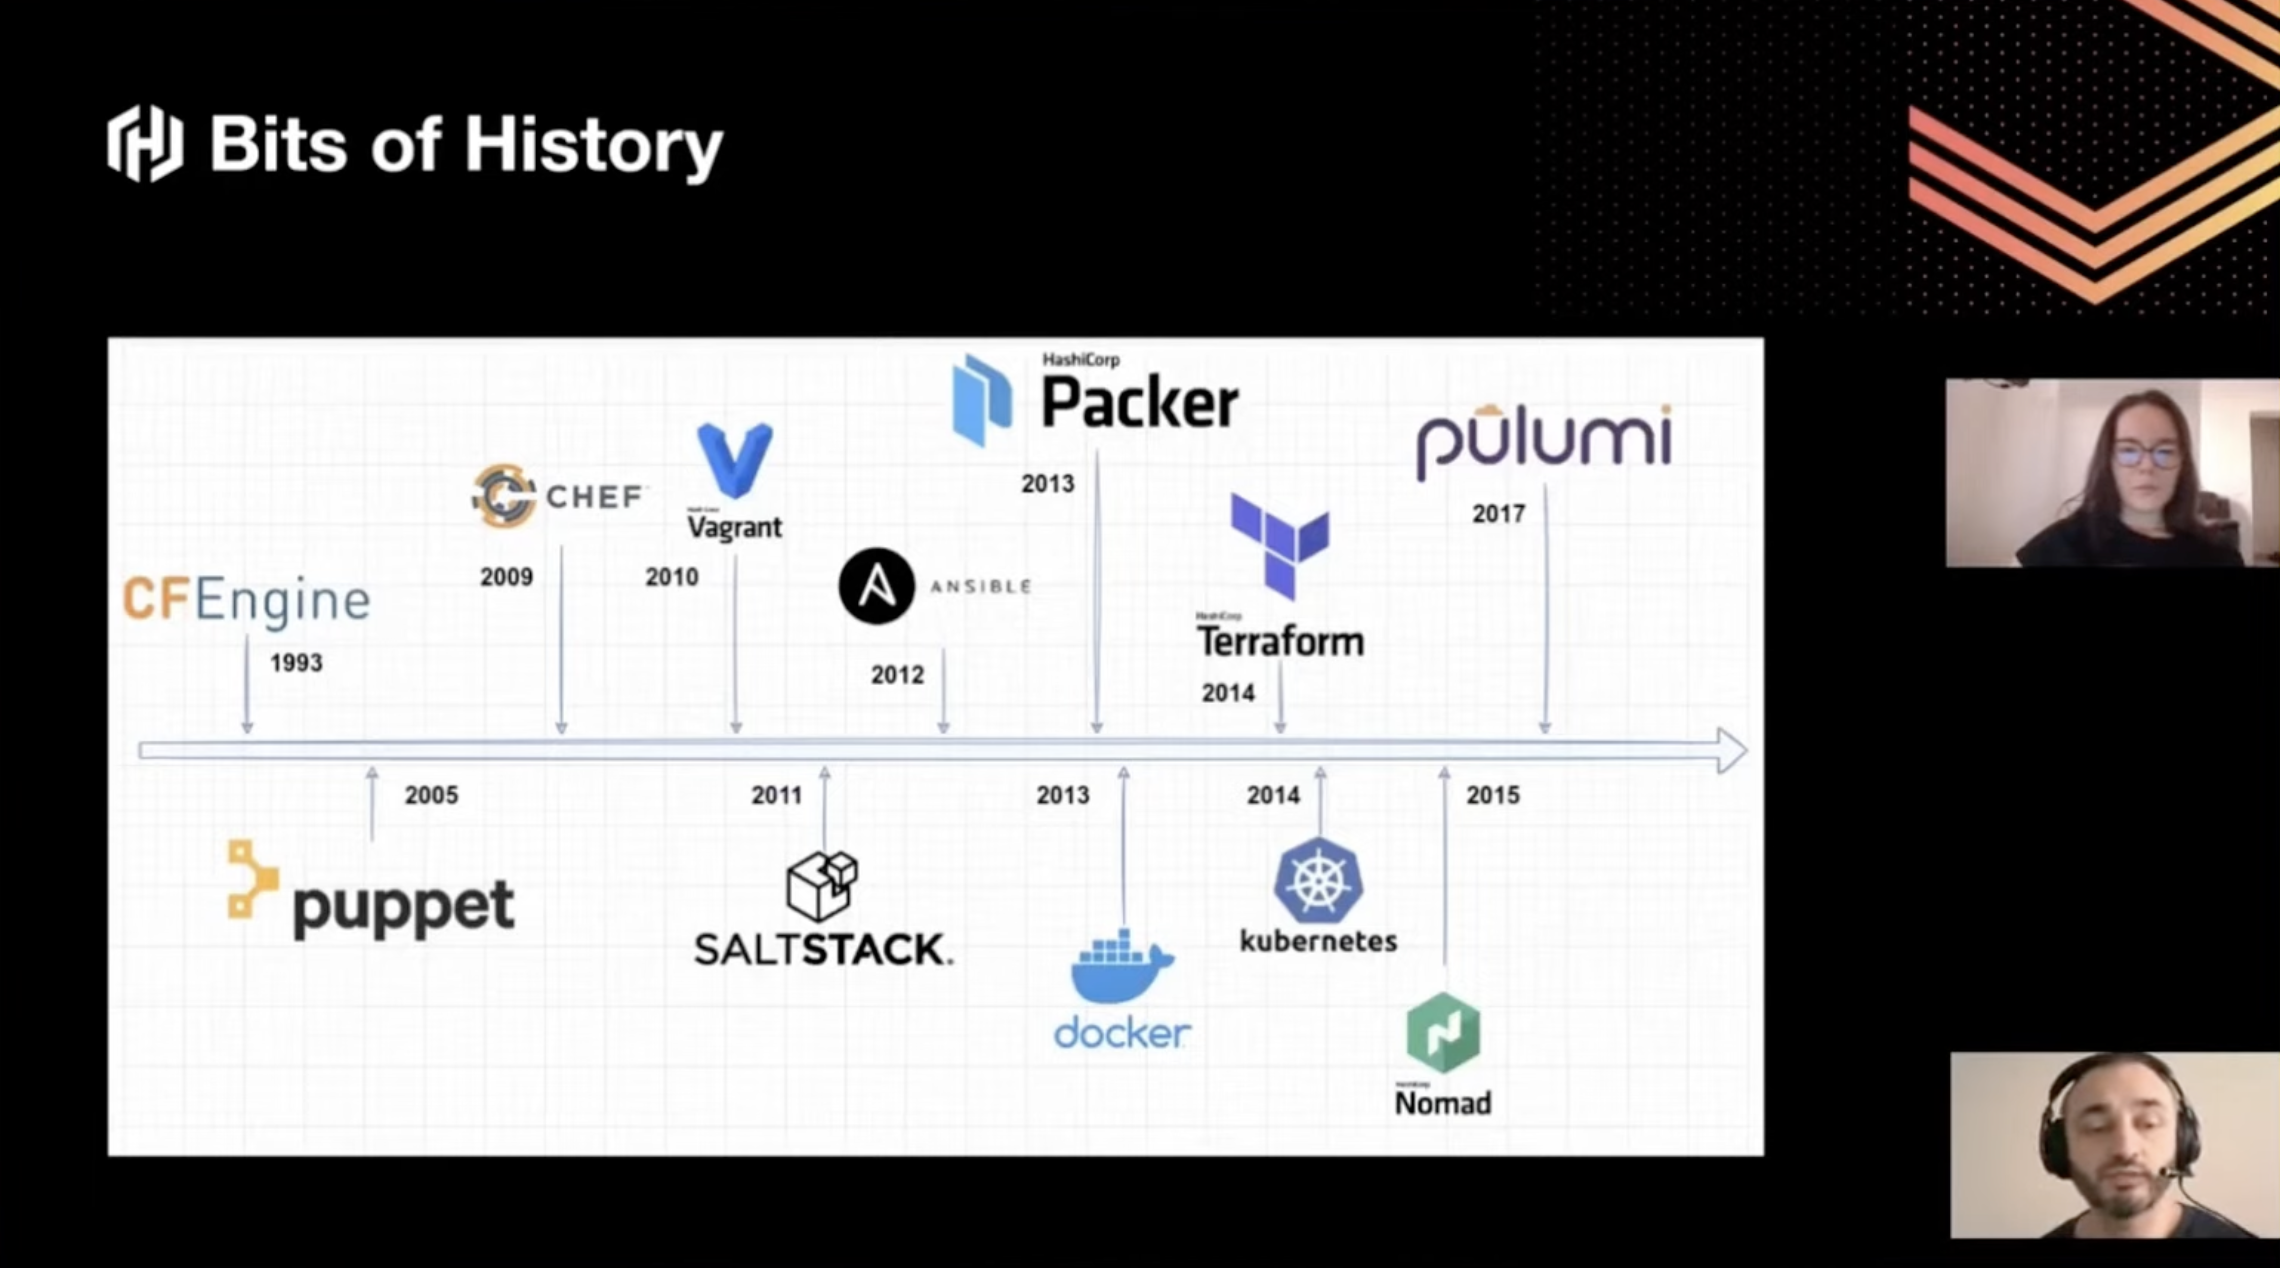 Bits of History
HashiCorp
Packer
pulumi
CHEF
2013
2017
Vagrant
2009
2010
ANSIBLE
CFEngine
HashiCorp
Terraform
1993
2012
2014
2005
2011
2013
2014
2015
puppet
SALTSTACK.
kubernetes
docker
Nomad